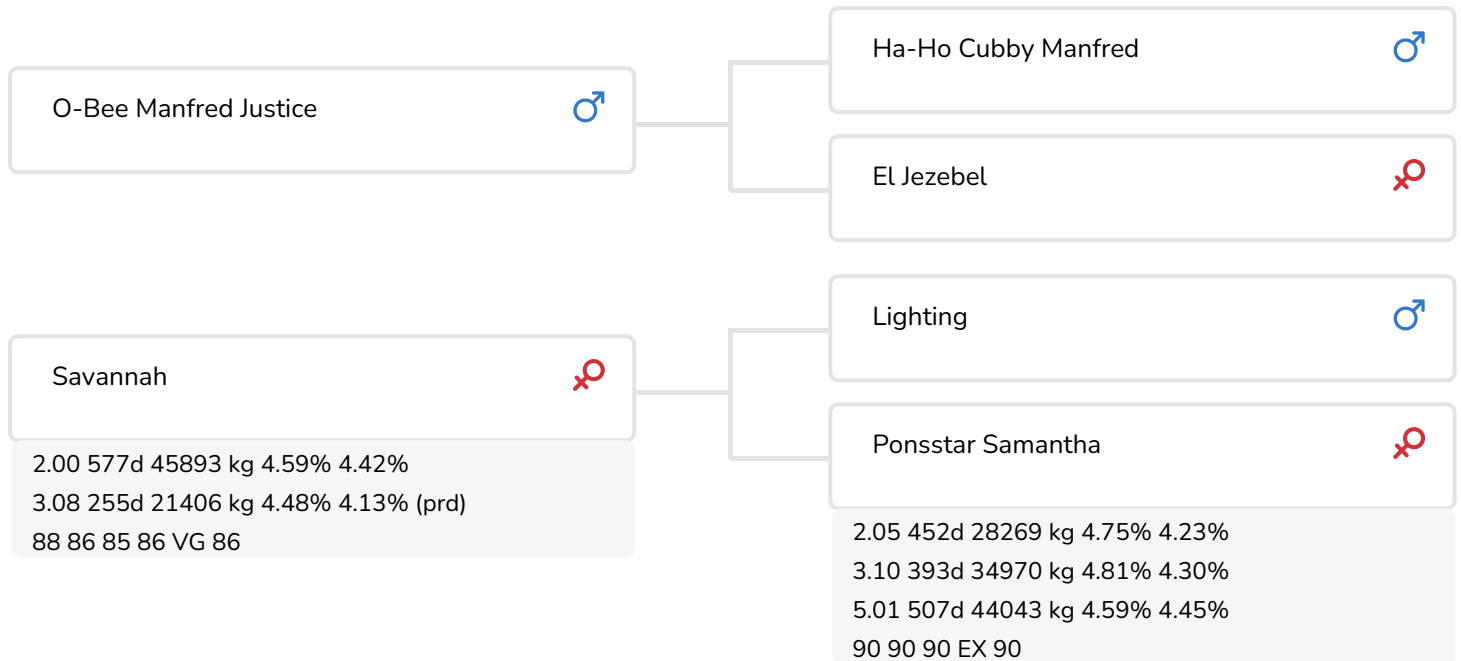 O-Bee Manfred Justice
Ha-Ho Cubby Manfred
El Jezebel
Savannah
2.00 577d 45893 kg 4.59% 4.42%
3.08 255d 21406 kg 4.48% 4.13% (prd)
88 86 85 86 VG 86
Lighting
Ponsstar Samantha
2.05 452d 28269 kg 4.75% 4.23%
3.10 393d 34970 kg 4.81% 4.30%
5.01 507d 44043 kg 4.59% 4.45%
90 90 90 EX 90